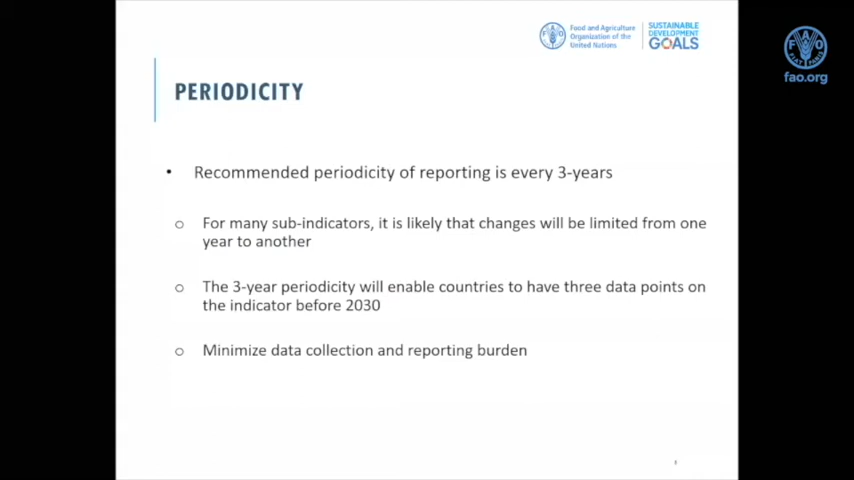 Food and Agriculture
Organization of the
United Nations
SUSTAINABLE
DEVELOPMENT
GOALS
fao.org
PERIODICITY
• Recommended periodicity of reporting is every 3-years
o For many sub-indicators, it is likely that changes will be limited from one
year to another
o The 3-year periodicity will enable countries to have three data points on
the indicator before 2030
o Minimize data collection and reporting burden